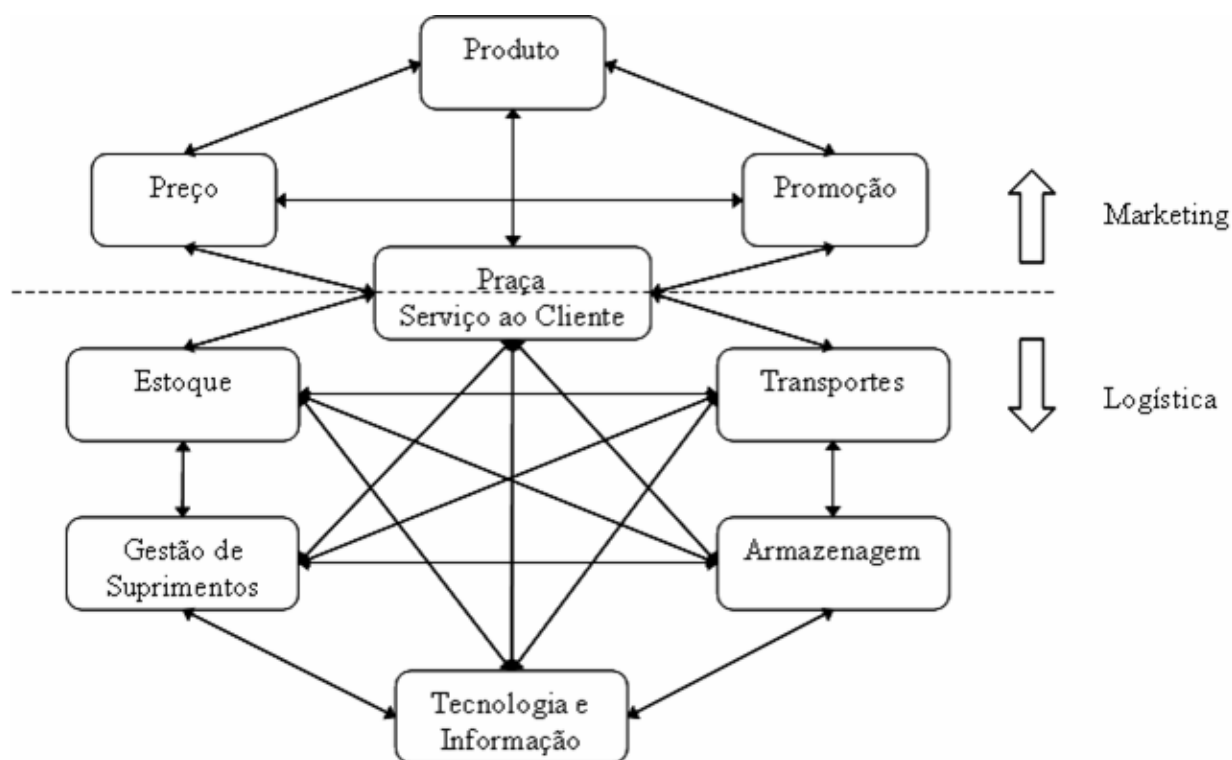 Produto
Preço
Promoção
Marketing
Praça
Serviço ao Cliente
Estoque
Transportes
Logística
Gestão de
Suprimentos
Armazenagem
Tecnologia e
Informação